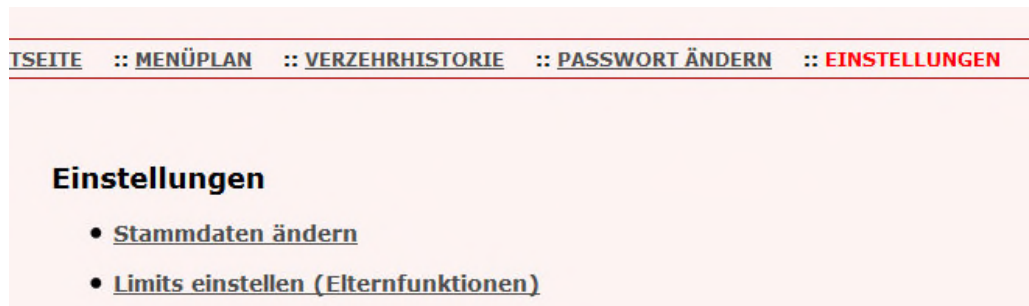 TSEITE :: MENÜPLAN :: VERZEHRHISTORIE :: PASSWORT ÄNDERN :: EINSTELLUNGEN
Einstellungen
• Stammdaten ändern
• Limits einstellen (Elternfunktionen)